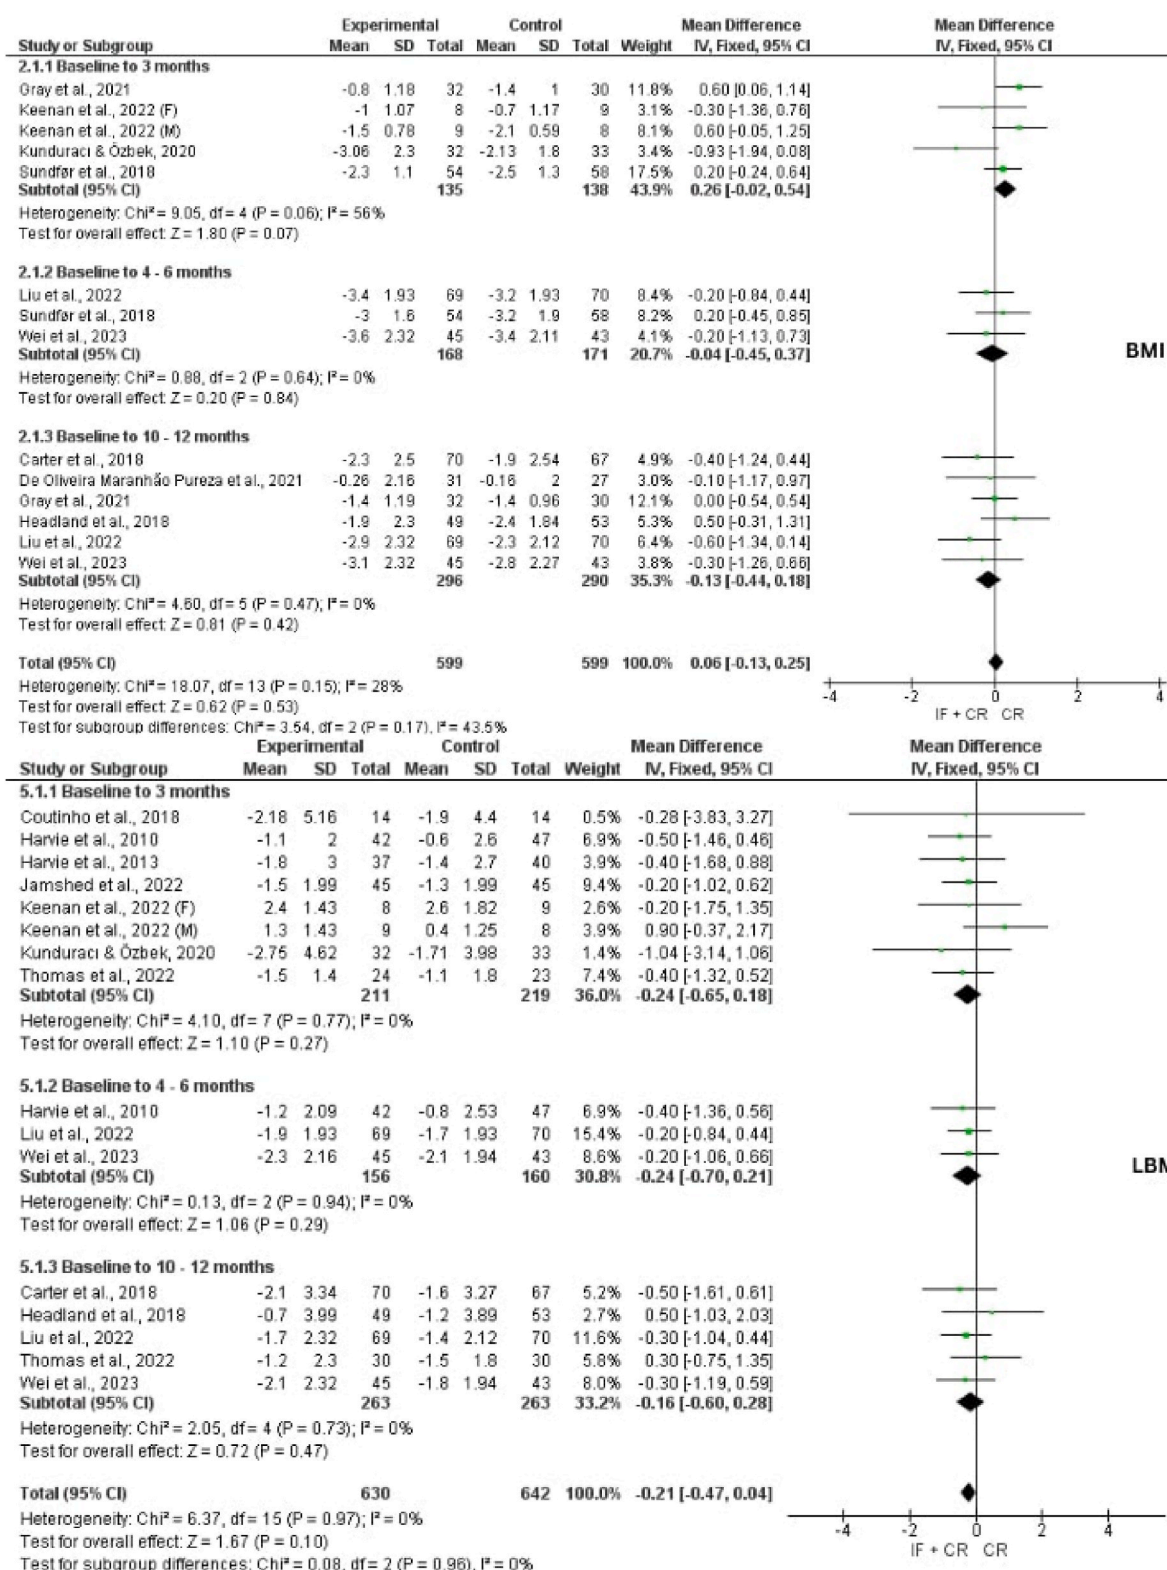 Experimental Control Mean Difference Mean Difference
Study or Subgroup Mean SD Total Mean SD Total Weight IV, Fixed, 95% CI IV, Fixed, 95% CI
2.1.1 Baseline to 3 months
Gray et al., 2021 -0.8 1.18 32 -1.4 1 30 11.8% 0.60 [0.06, 1.14]
Keenan et al., 2022 (F) -1 1.07 8 -0.7 1.17 9 3.1% -0.30 [-1.36, 0.76]
Keenan et al., 2022 (M) -1.5 0.78 9 -2.1 0.59 8 8.1% 0.60 [-0.05, 1.25]
Kunduracı & Özbek, 2020 -3.06 2.3 32 -2.13 1.8 33 3.4% -0.93 [-1.94, 0.08]
Sundfør et al., 2018 -2.3 1.1 54 -2.5 1.3 58 17.5% 0.20 [-0.24, 0.64]
Subtotal (95% CI) 135 138 43.9% 0.26 [-0.02, 0.54]
Heterogeneity: Chi² = 9.05, df = 4 (P = 0.06); I² = 56%
Test for overall effect: Z = 1.80 (P = 0.07)
2.1.2 Baseline to 4 - 6 months
Liu et al., 2022 -3.4 1.93 69 -3.2 1.93 70 8.4% -0.20 [-0.84, 0.44]
Sundfør et al., 2018 -3 1.6 54 -3.2 1.9 58 8.2% 0.20 [-0.45, 0.85]
Wei et al., 2023 -3.6 2.32 45 -3.4 2.11 43 4.1% -0.20 [-1.13, 0.73]
Subtotal (95% CI) 168 171 20.7% -0.04 [-0.45, 0.37]
BMI
Heterogeneity: Chi² = 0.88, df = 2 (P = 0.64); I² = 0%
Test for overall effect: Z = 0.20 (P = 0.84)
2.1.3 Baseline to 10 - 12 months
Carter et al., 2018 -2.3 2.5 70 -1.9 2.54 67 4.9% -0.40 [-1.24, 0.44]
De Oliveira Maranhão Pureza et al., 2021 -0.26 2.16 31 -0.16 2 27 3.0% -0.10 [-1.17, 0.97]
Gray et al., 2021 -1.4 1.19 32 -1.4 0.96 30 12.1% 0.00 [-0.54, 0.54]
Headland et al., 2018 -1.9 2.3 49 -2.4 1.84 53 5.3% 0.50 [-0.31, 1.31]
Liu et al., 2022 -2.9 2.32 69 -2.3 2.12 70 6.4% -0.60 [-1.34, 0.14]
Wei et al., 2023 -3.1 2.32 45 -2.8 2.27 43 3.8% -0.30 [-1.26, 0.66]
Subtotal (95% CI) 296 290 35.3% -0.13 [-0.44, 0.18]
Heterogeneity: Chi² = 4.60, df = 5 (P = 0.47); I² = 0%
Test for overall effect: Z = 0.81 (P = 0.42)
Total (95% CI) 599 599 100.0% 0.06 [-0.13, 0.25]
Heterogeneity: Chi² = 18.07, df = 13 (P = 0.15); I² = 28%
Test for overall effect: Z = 0.62 (P = 0.53)
Test for subgroup differences: Chi² = 3.54, df = 2 (P = 0.17), I² = 43.5%
-4 -2 0 2 4
IF + CR CR
Experimental Control Mean Difference Mean Difference
Study or Subgroup Mean SD Total Mean SD Total Weight IV, Fixed, 95% CI IV, Fixed, 95% CI
5.1.1 Baseline to 3 months
Coutinho et al., 2018 -2.18 5.16 14 -1.9 4.4 14 0.5% -0.28 [-3.83, 3.27]
Harvie et al., 2010 -1.1 2 42 -0.6 2.6 47 6.9% -0.50 [-1.46, 0.46]
Harvie et al., 2013 -1.8 3 37 -1.4 2.7 40 3.9% -0.40 [-1.68, 0.88]
Jamshed et al., 2022 -1.5 1.99 45 -1.3 1.99 45 9.4% -0.20 [-1.02, 0.62]
Keenan et al., 2022 (F) 2.4 1.43 8 2.6 1.82 9 2.6% -0.20 [-1.75, 1.35]
Keenan et al., 2022 (M) 1.3 1.43 9 0.4 1.25 8 3.9% 0.90 [-0.37, 2.17]
Kunduracı & Özbek, 2020 -2.75 4.62 32 -1.71 3.98 33 1.4% -1.04 [-3.14, 1.06]
Thomas et al., 2022 -1.5 1.4 24 -1.1 1.8 23 7.4% -0.40 [-1.32, 0.52]
Subtotal (95% CI) 211 219 36.0% -0.24 [-0.65, 0.18]
Heterogeneity: Chi² = 4.10, df = 7 (P = 0.77); I² = 0%
Test for overall effect: Z = 1.10 (P = 0.27)
5.1.2 Baseline to 4 - 6 months
Harvie et al., 2010 -1.2 2.09 42 -0.8 2.53 47 6.9% -0.40 [-1.36, 0.56]
Liu et al., 2022 -1.9 1.93 69 -1.7 1.93 70 15.4% -0.20 [-0.84, 0.44]
Wei et al., 2023 -2.3 2.16 45 -2.1 1.94 43 8.6% -0.20 [-1.06, 0.66]
Subtotal (95% CI) 156 160 30.8% -0.24 [-0.70, 0.21]
LBM
Heterogeneity: Chi² = 0.13, df = 2 (P = 0.94); I² = 0%
Test for overall effect: Z = 1.06 (P = 0.29)
5.1.3 Baseline to 10 - 12 months
Carter et al., 2018 -2.1 3.34 70 -1.6 3.27 67 5.2% -0.50 [-1.61, 0.61]
Headland et al., 2018 -0.7 3.99 49 -1.2 3.89 53 2.7% 0.50 [-1.03, 2.03]
Liu et al., 2022 -1.7 2.32 69 -1.4 2.12 70 11.6% -0.30 [-1.04, 0.44]
Thomas et al., 2022 -1.2 2.3 30 -1.5 1.8 30 5.8% 0.30 [-0.75, 1.35]
Wei et al., 2023 -2.1 2.32 45 -1.8 1.94 43 8.0% -0.30 [-1.19, 0.59]
Subtotal (95% CI) 263 263 33.2% -0.16 [-0.60, 0.28]
Heterogeneity: Chi² = 2.05, df = 4 (P = 0.73); I² = 0%
Test for overall effect: Z = 0.72 (P = 0.47)
Total (95% CI) 630 642 100.0% -0.21 [-0.47, 0.04]
Heterogeneity: Chi² = 6.37, df = 15 (P = 0.97); I² = 0%
Test for overall effect: Z = 1.67 (P = 0.10)
Test for subgroup differences: Chi² = 0.08, df = 2 (P = 0.96), I² = 0%
-4 -2 0 2 4
IF + CR CR